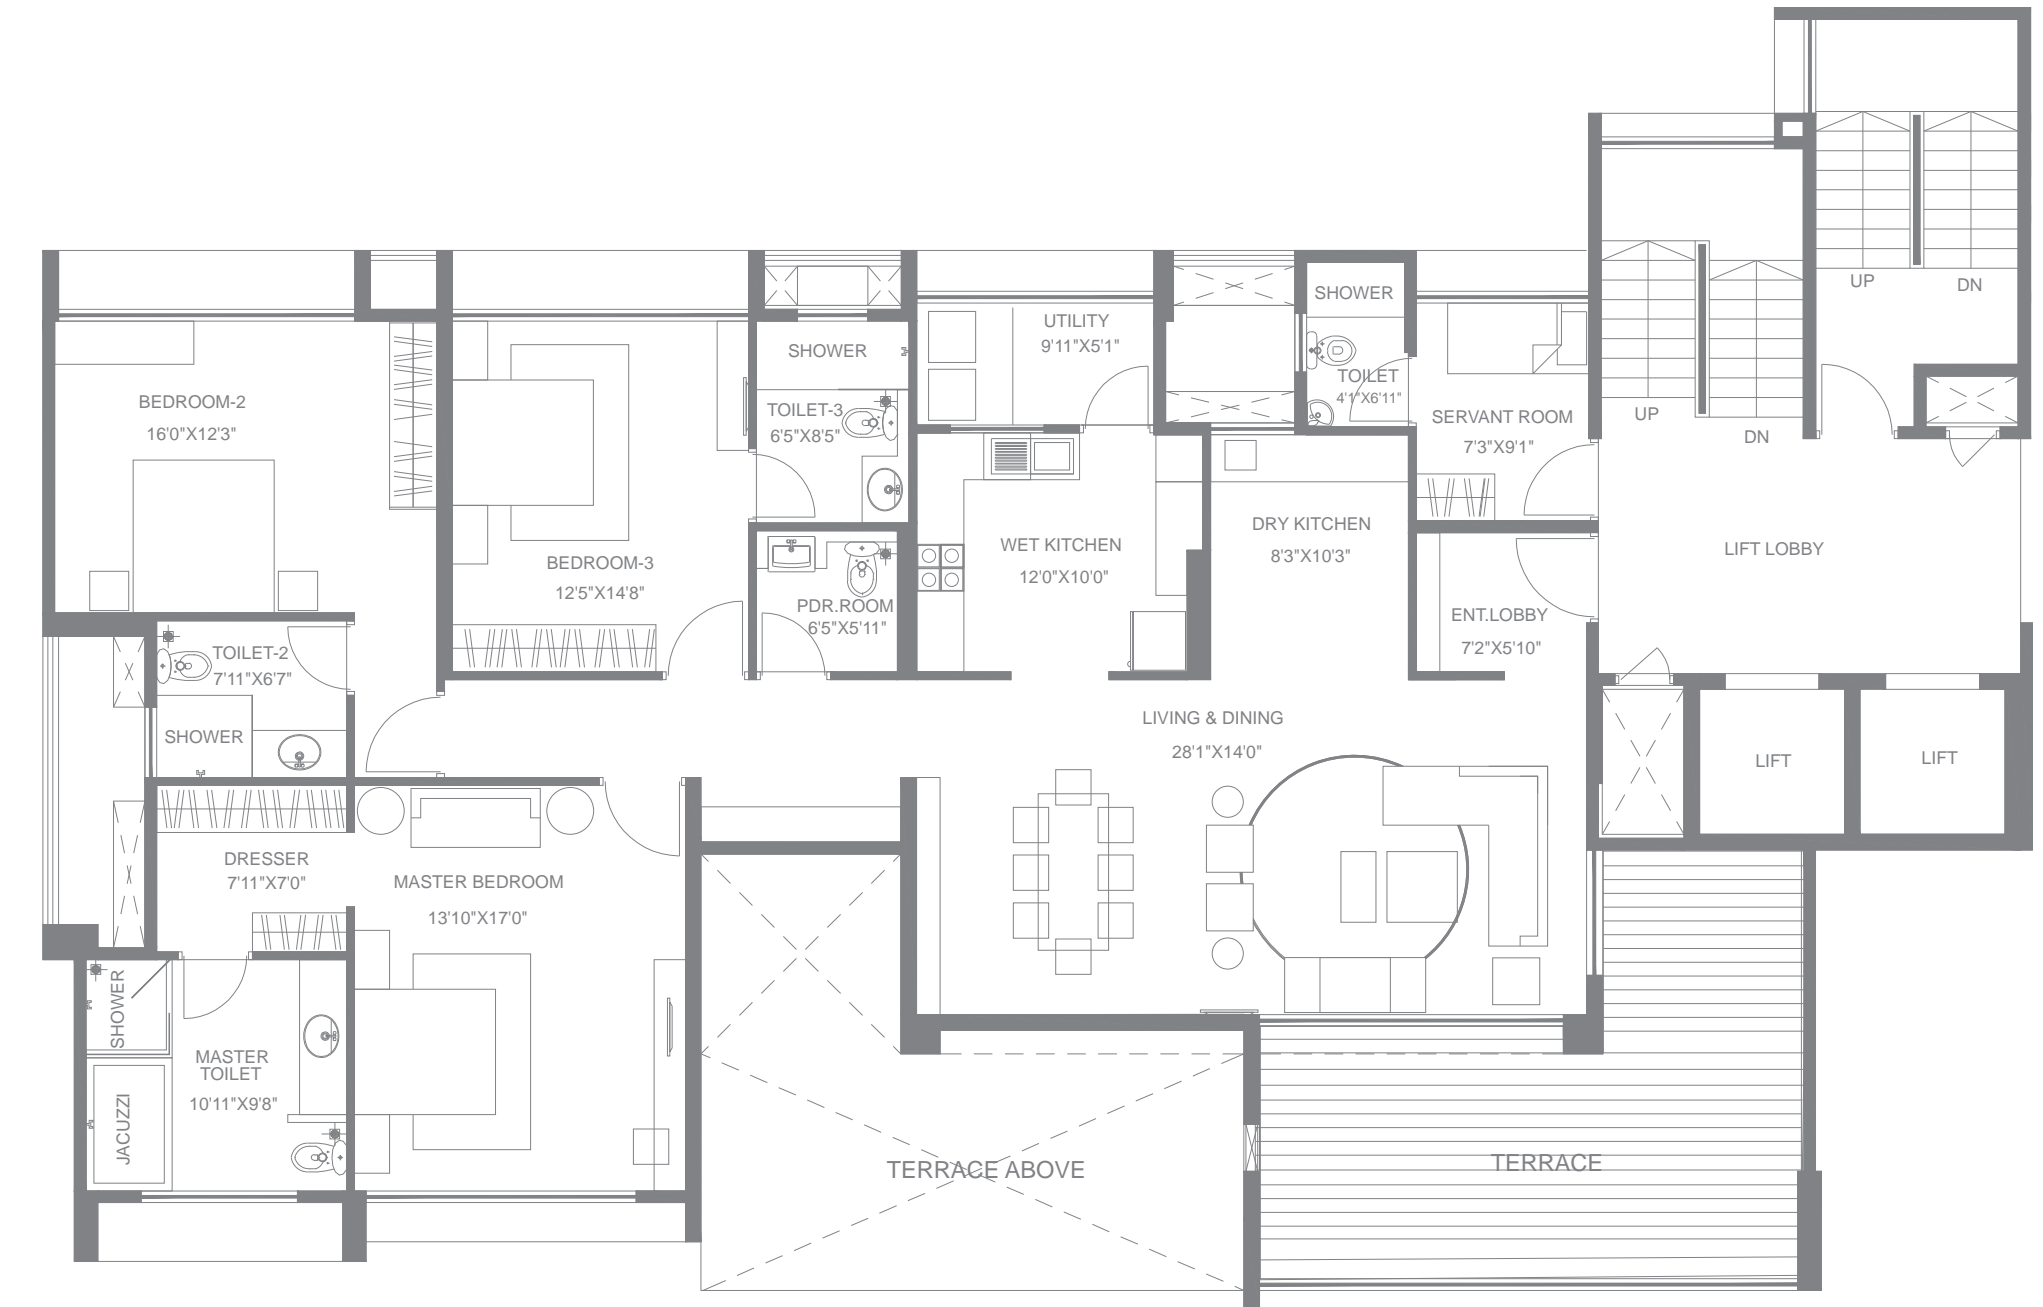 UP
DN
SHOWER
UTILITY
9'11"X5'1"
SHOWER
TOILET
4'1"X6'11"
BEDROOM-2
16'0"X12'3"
TOILET-3
6'5"X8'5"
SERVANT ROOM
7'3"X9'1"
UP
DN
DRY KITCHEN
8'3"X10'3"
WET KITCHEN
12'0"X10'0"
LIFT LOBBY
BEDROOM-3
12'5"X14'8"
PDR.ROOM
6'5"X5'11"
ENT.LOBBY
7'2"X5'10"
TOILET-2
7'11"X6'7"
SHOWER
LIVING & DINING
28'1"X14'0"
LIFT
LIFT
DRESSER
7'11"X7'0"
MASTER BEDROOM
13'10"X17'0"
SHOWER
MASTER
TOILET
10'11"X9'8"
JACUZZI
TERRACE ABOVE
TERRACE